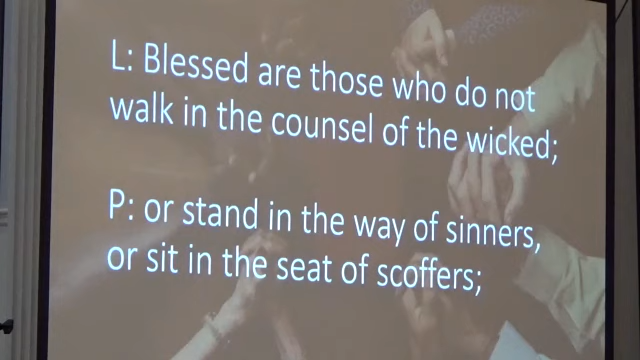 L: Blessed are those who do not
walk in the counsel of the wicked;
P: or stand in the way of sinners,
or sit in the seat of scoffers;